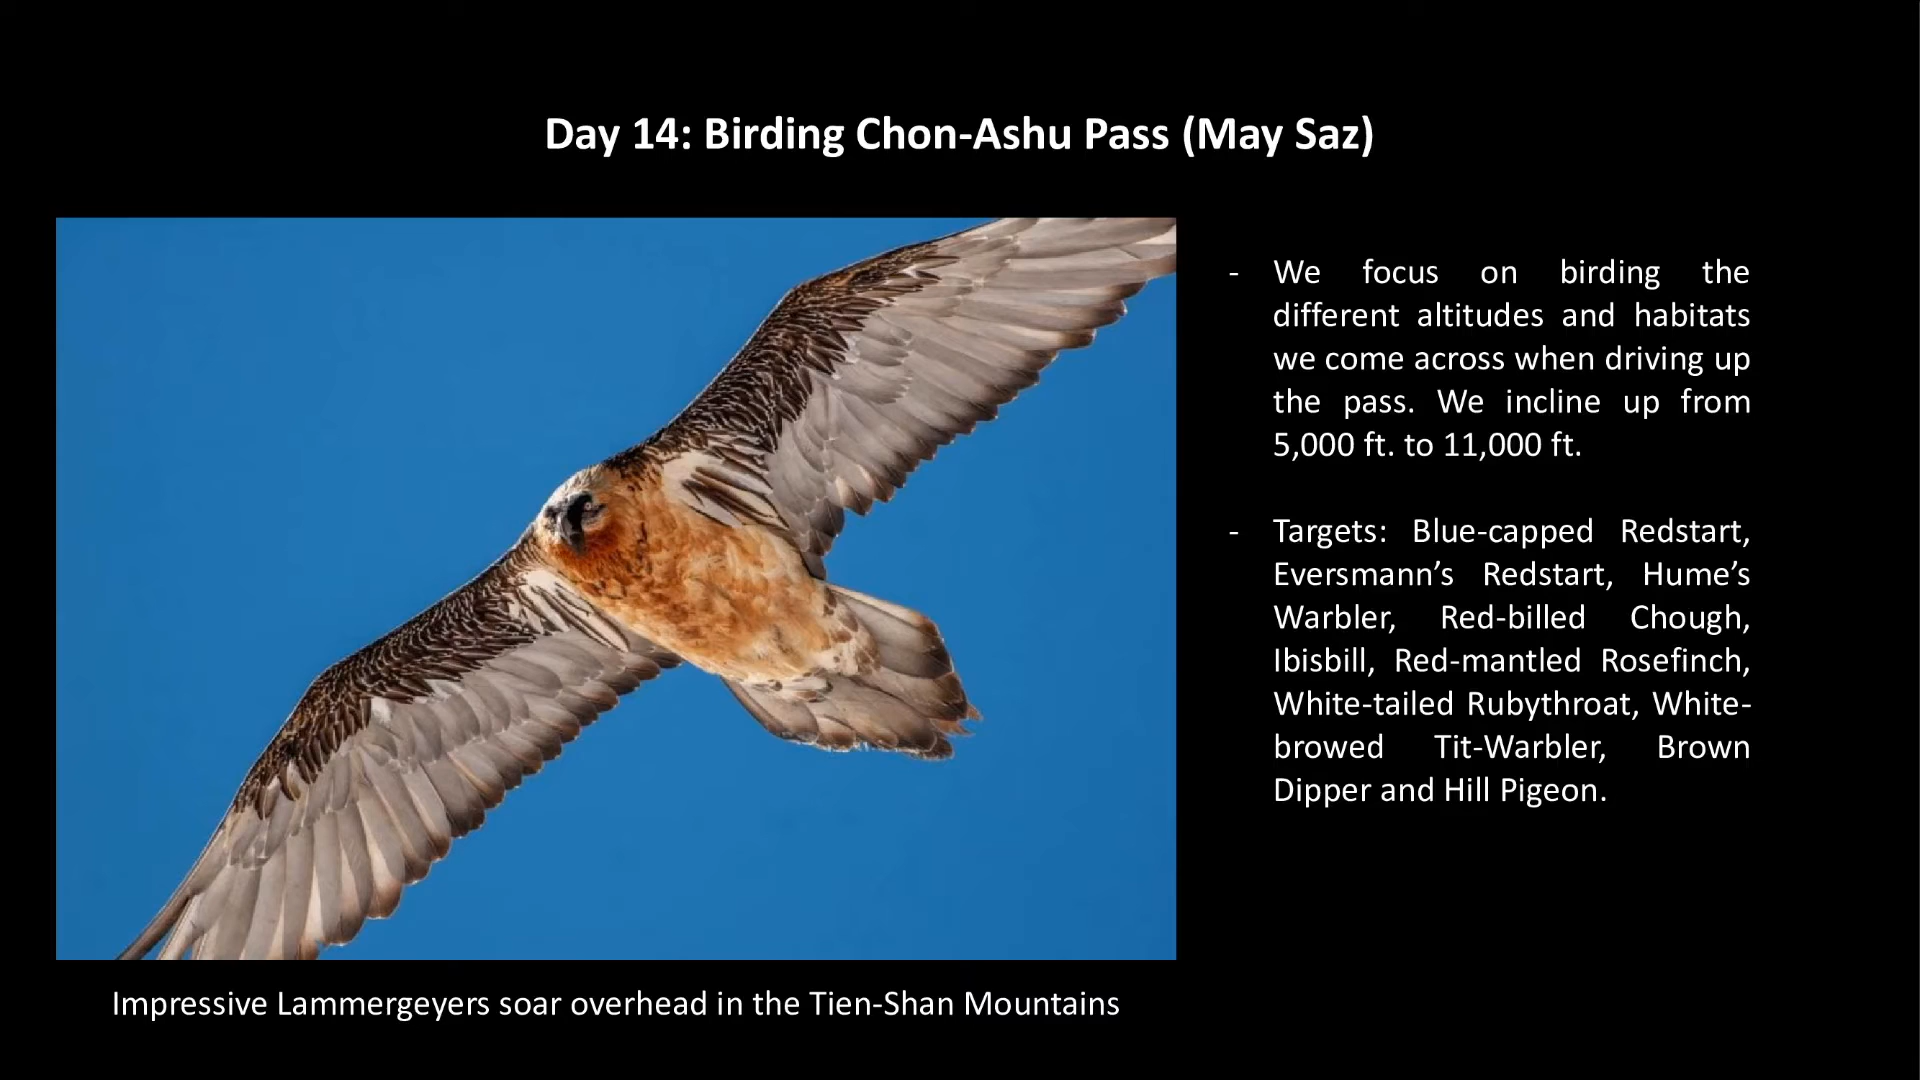 Day 14: Birding Chon-Ashu Pass (May Saz)
- We focus on birding the
different altitudes and habitats
we come across when driving up
the pass. We incline up from
5,000 ft. to 11,000 ft.
- Targets: Blue-capped Redstart,
Eversmann’s Redstart, Hume’s
Warbler, Red-billed Chough,
Ibisbill, Red-mantled Rosefinch,
White-tailed Rubythroat, White-
browed Tit-Warbler, Brown
Dipper and Hill Pigeon.
Impressive Lammergeyers soar overhead in the Tien-Shan Mountains